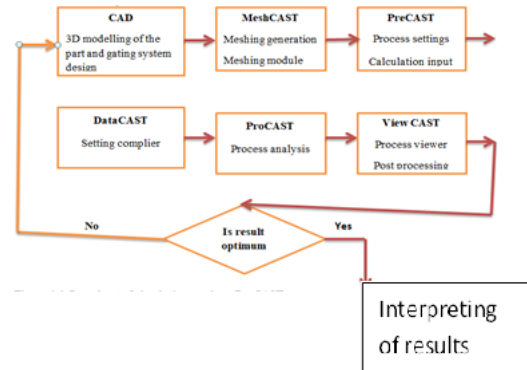 CAD
3D modelling of the
part and gating system
design
MeshCAST
Meshing generation
Meshing module
PreCAST
Process settings
Calculation input
DataCAST
Setting complier
ProCAST
Process analysis
View CAST
Process viewer
Post processing
No
Is result
optimum
Yes
Interpreting
of results